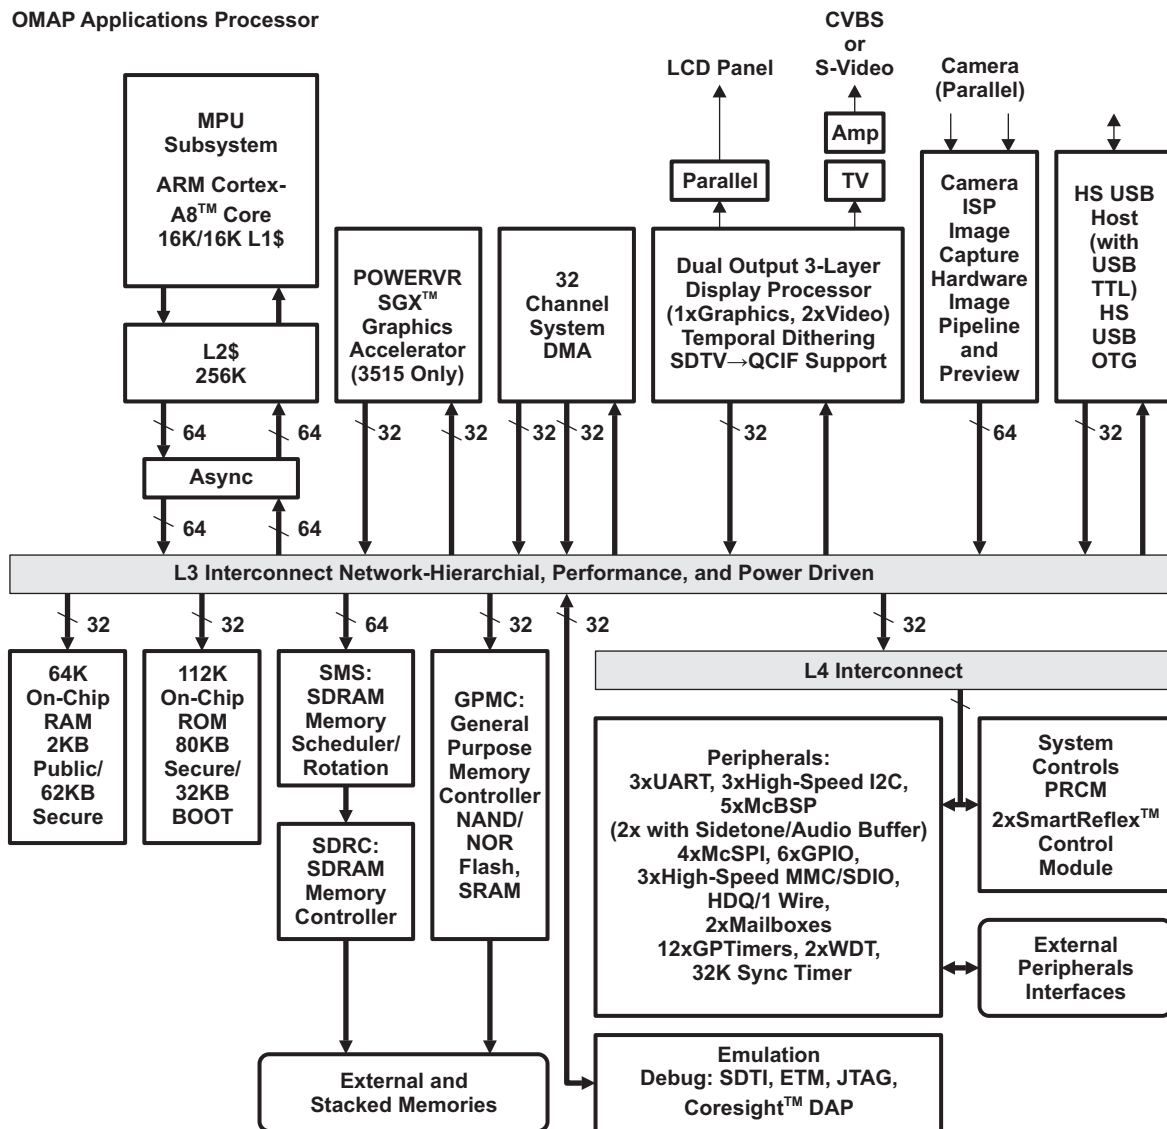 OMAP Applications Processor
CVBS
or
S-Video
LCD Panel
Camera
(Parallel)
Amp
Parallel
TV
MPU
Subsystem
ARM Cortex-
A8™ Core
16K/16K L1$
L2$
256K
64
64
Async
64
64
POWERVR
SGX™
Graphics
Accelerator
(3515 Only)
32
32
32
Channel
System
DMA
32
32
Dual Output 3-Layer
Display Processor
(1xGraphics, 2xVideo)
Temporal Dithering
SDTV→QCIF Support
32
Camera
ISP
Image
Capture
Hardware
Image
Pipeline
and
Preview
64
HS USB
Host
(with
USB
TTL)
HS
USB
OTG
32
L3 Interconnect Network-Hierarchial, Performance, and Power Driven
32
32
64
32
32
32
64K
On-Chip
RAM
2KB
Public/
62KB
Secure
112K
On-Chip
ROM
80KB
Secure/
32KB
BOOT
SMS:
SDRAM
Memory
Scheduler/
Rotation
SDRC:
SDRAM
Memory
Controller
GPMC:
General
Purpose
Memory
Controller
NAND/
NOR
Flash,
SRAM
L4 Interconnect
Peripherals:
3xUART, 3xHigh-Speed I2C,
5xMcBSP
(2x with Sidetone/Audio Buffer)
4xMcSPI, 6xGPIO,
3xHigh-Speed MMC/SDIO,
HDQ/1 Wire,
2xMailboxes
12xGPTimers, 2xWDT,
32K Sync Timer
System
Controls
PRCM
2xSmartReflex™
Control
Module
External
Peripherals
Interfaces
External and
Stacked Memories
Emulation
Debug: SDTI, ETM, JTAG,
Coresight™ DAP